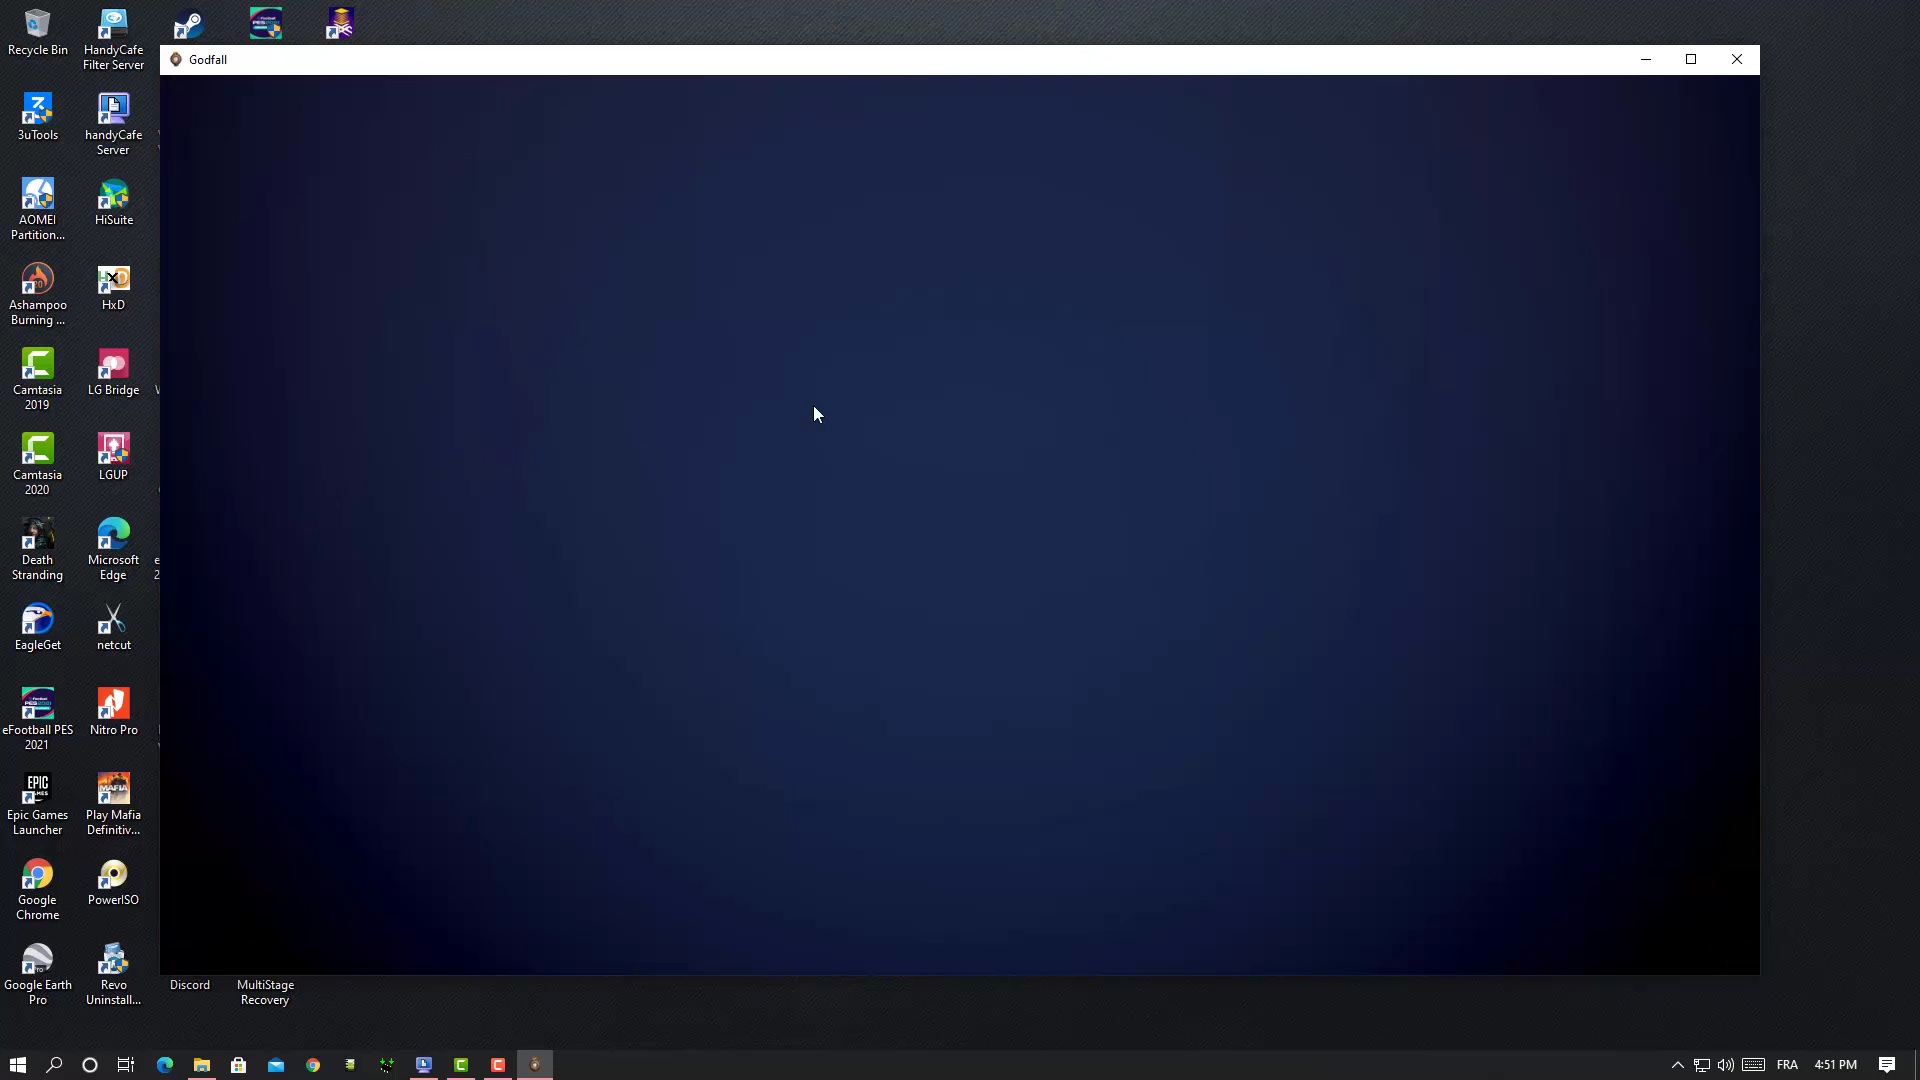 Recycle Bin
HandyCafe
Filter Server
Godfall
3uTools
handyCafe
Server
AOMEI
Partition...
HiSuite
Ashampoo
Burning ...
HxD
Camtasia
2019
LG Bridge
Camtasia
2020
LGUP
Death
Stranding
Microsoft
Edge
EagleGet
netcut
eFootball PES
2021
Nitro Pro
EPIC
Epic Games
Launcher
MAFIA
Play Mafia
Definitiv...
Google
Chrome
PowerISO
Google Earth
Pro
Revo
Uninstall...
Discord
MultiStage
Recovery
FRA
4:51 PM